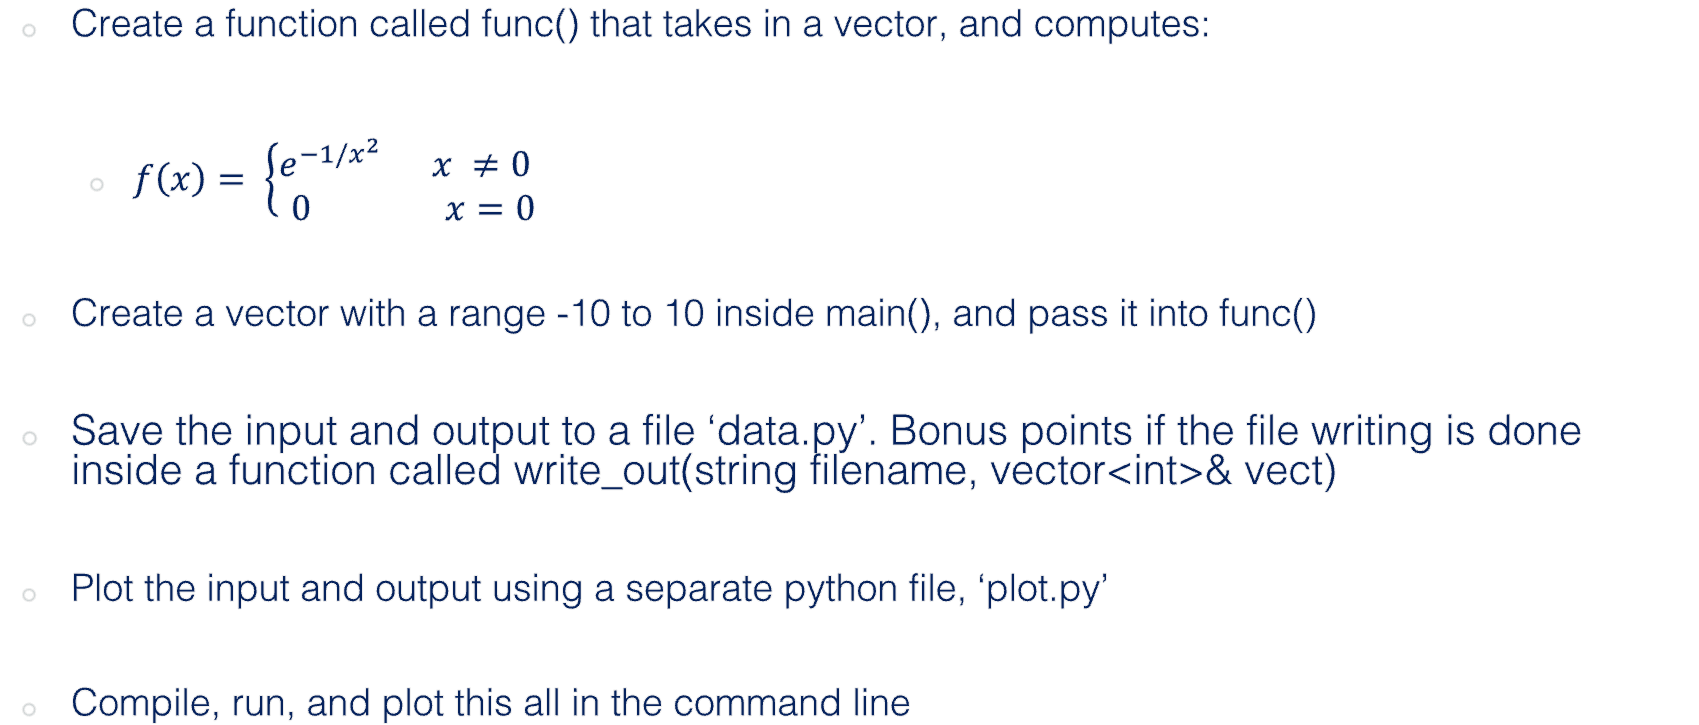 Create a function called func() that takes in a vector, and computes:
f(x) = {e^{-1/x^2} x ≠ 0
0 x = 0
Create a vector with a range -10 to 10 inside main(), and pass it into func()
Save the input and output to a file ‘data.py’. Bonus points if the file writing is done
inside a function called write_out(string filename, vector<int>& vect)
Plot the input and output using a separate python file, ‘plot.py’
Compile, run, and plot this all in the command line